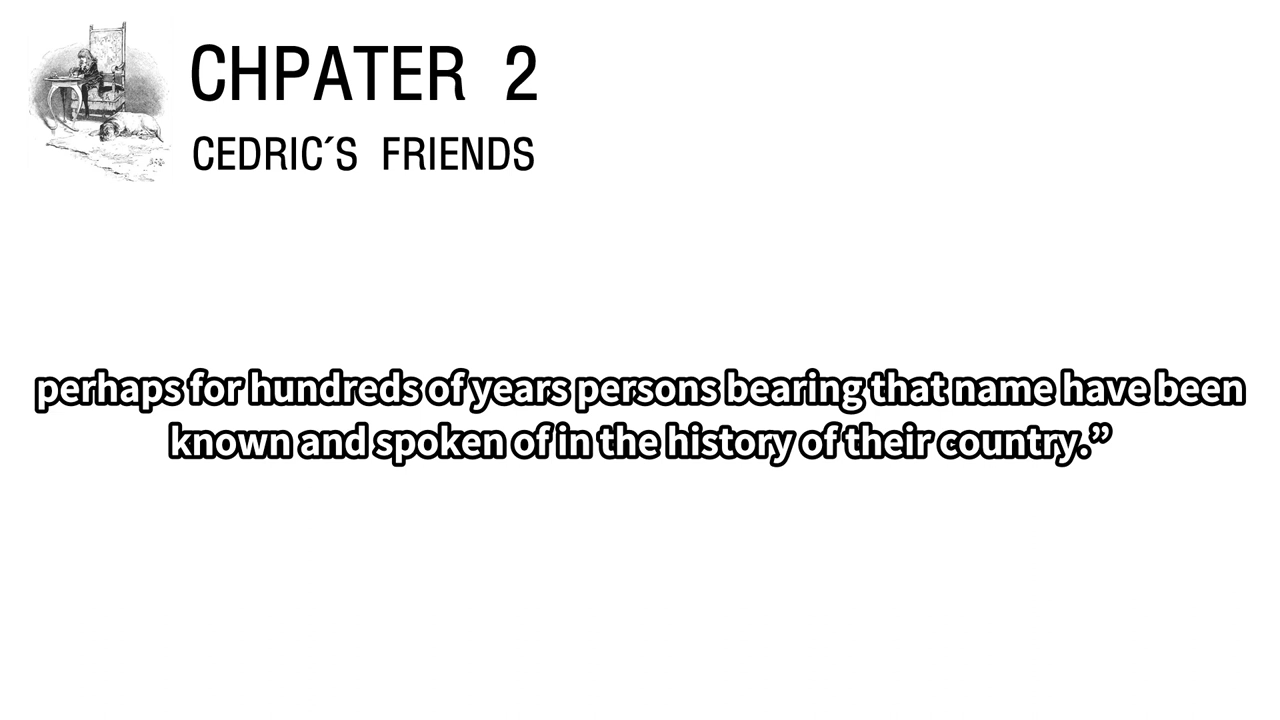 CHPATER 2
CEDRIC´S FRIENDS
perhaps for hundreds of years persons bearing that name have been
known and spoken of in the history of their country.”